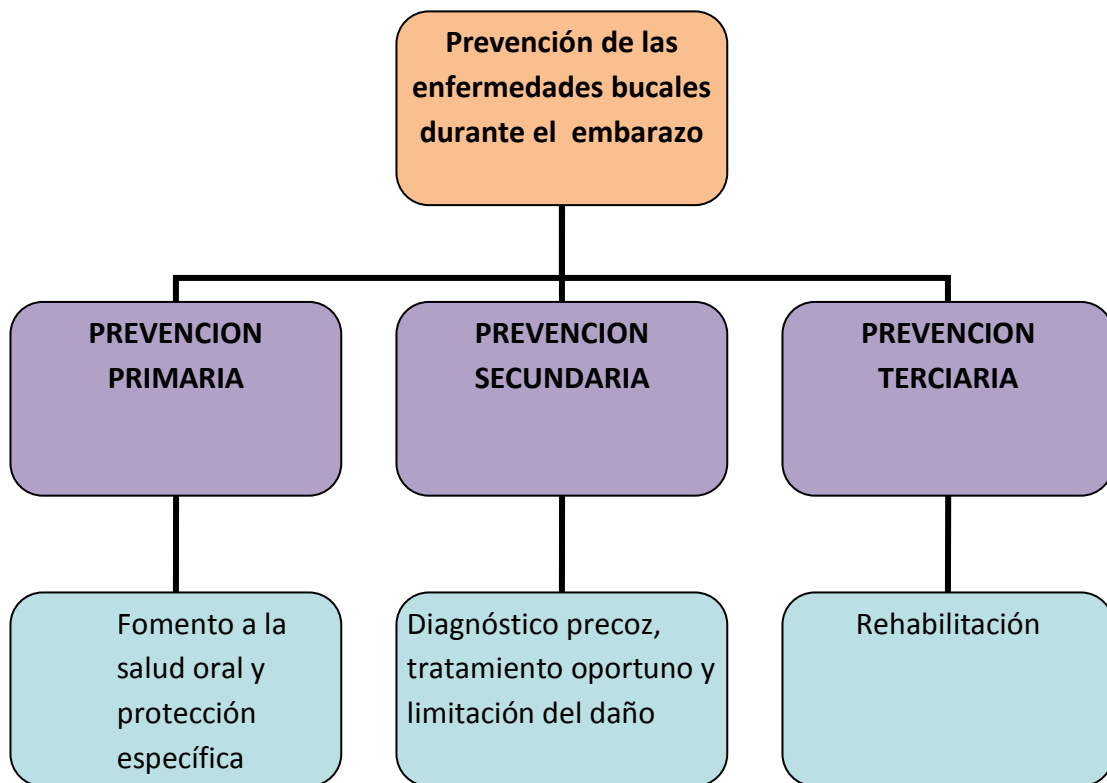 Prevención de las
enfermedades bucales
durante el  embarazo
PREVENCION
PRIMARIA
PREVENCION
SECUNDARIA
PREVENCION
TERCIARIA
Fomento a la
salud oral y
protección
específica
Diagnóstico precoz,
tratamiento oportuno y
limitación del daño
Rehabilitación